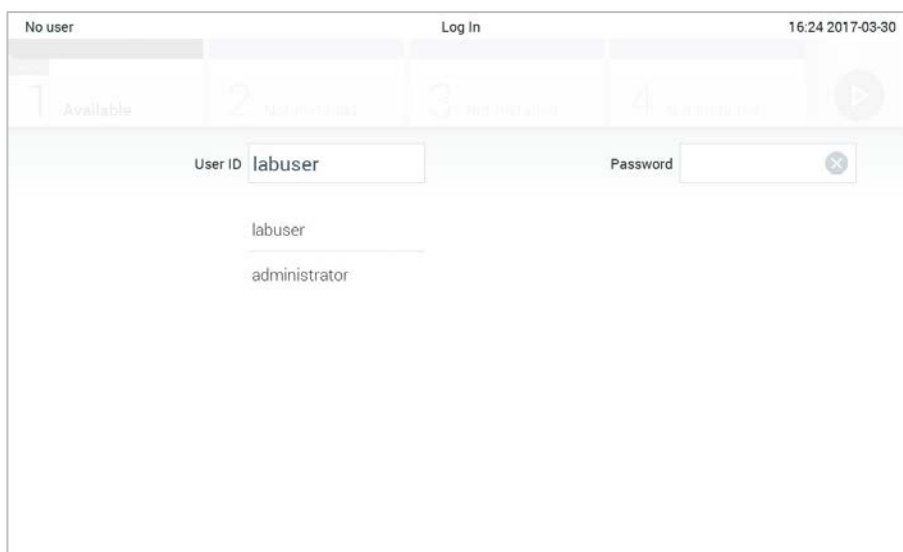 No user Log In 16:24 2017-03-30
1 Available 2 3 4
User ID labuser Password
labuser
administrator